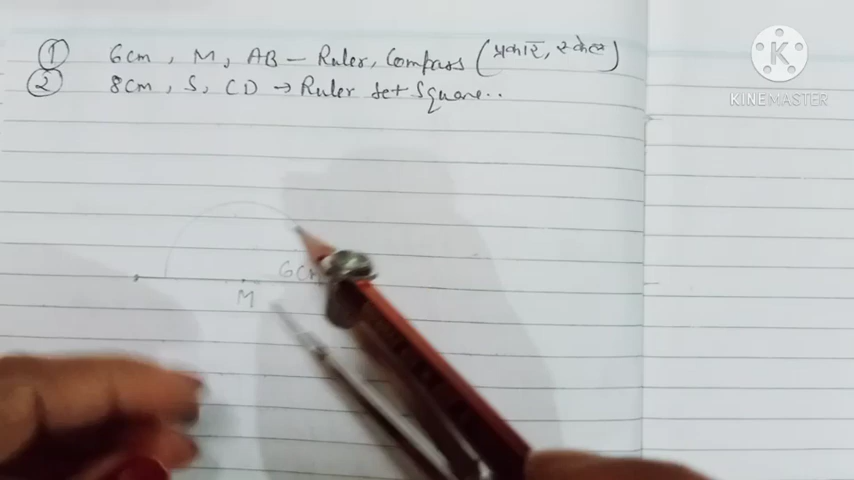 ① 6cm, M, AB – Ruler, Compass (प्रकार, स्केल)
② 8cm, S, CD → Ruler Set Square..
K
KINEMASTER
6cm
M